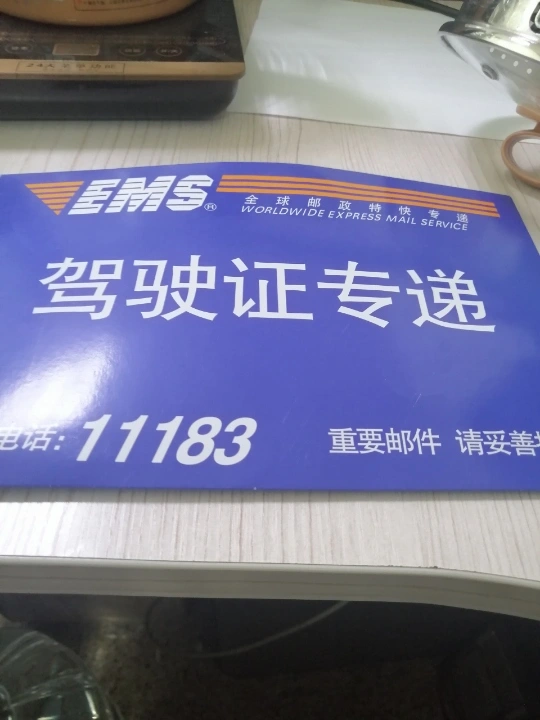 EMS®
全球邮政特快专递
WORLDWIDE EXPRESS MAIL SERVICE
驾驶证专递
电话: 11183
重要邮件 请妥善